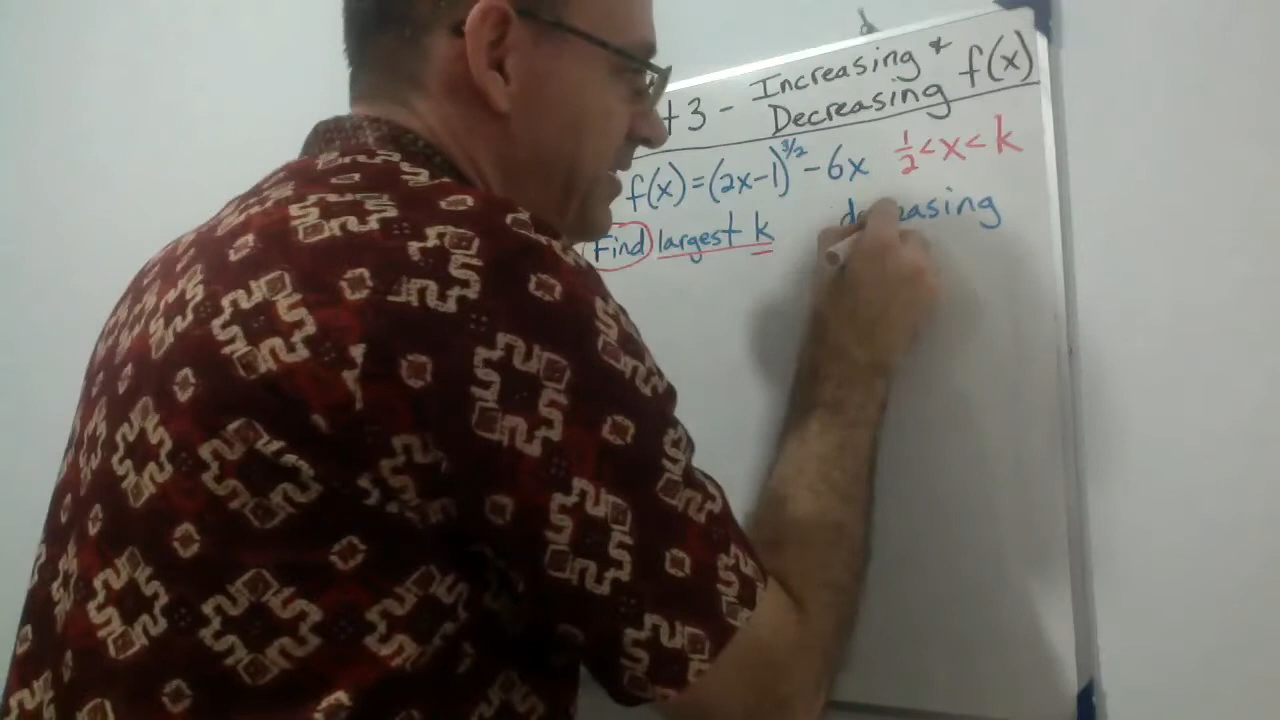 t 3 - Increasing +
Decreasing f(x)
f(x) = (2x-1)^3/2 - 6x 1/2 < x < k
Find largest k